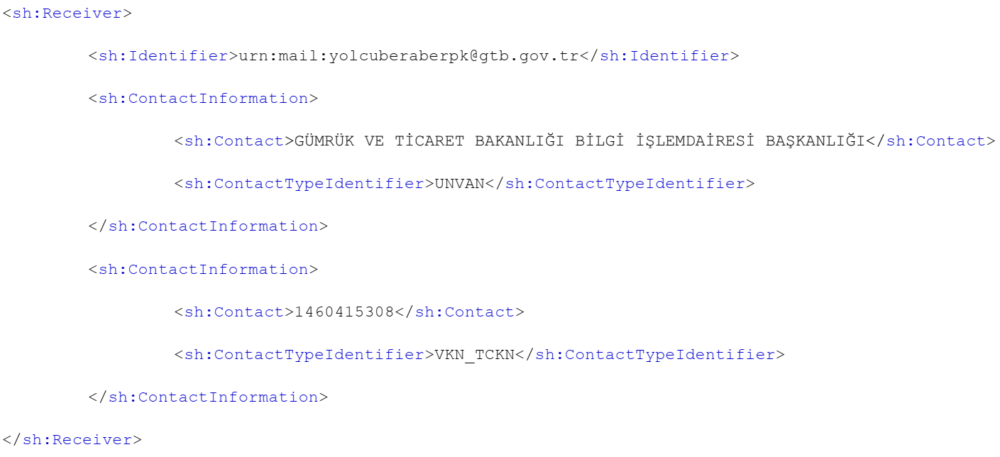 <sh:Receiver>
<sh:Identifier>urn:mail:yolcuberaberpk@gtb.gov.tr</sh:Identifier>
<sh:ContactInformation>
<sh:Contact>GÜMRÜK VE TİCARET BAKANLIĞI BİLGİ İŞLEMDAİRESİ BAŞKANLIĞI</sh:Contact>
<sh:ContactTypeIdentifier>UNVAN</sh:ContactTypeIdentifier>
</sh:ContactInformation>
<sh:ContactInformation>
<sh:Contact>1460415308</sh:Contact>
<sh:ContactTypeIdentifier>VKN_TCKN</sh:ContactTypeIdentifier>
</sh:ContactInformation>
</sh:Receiver>